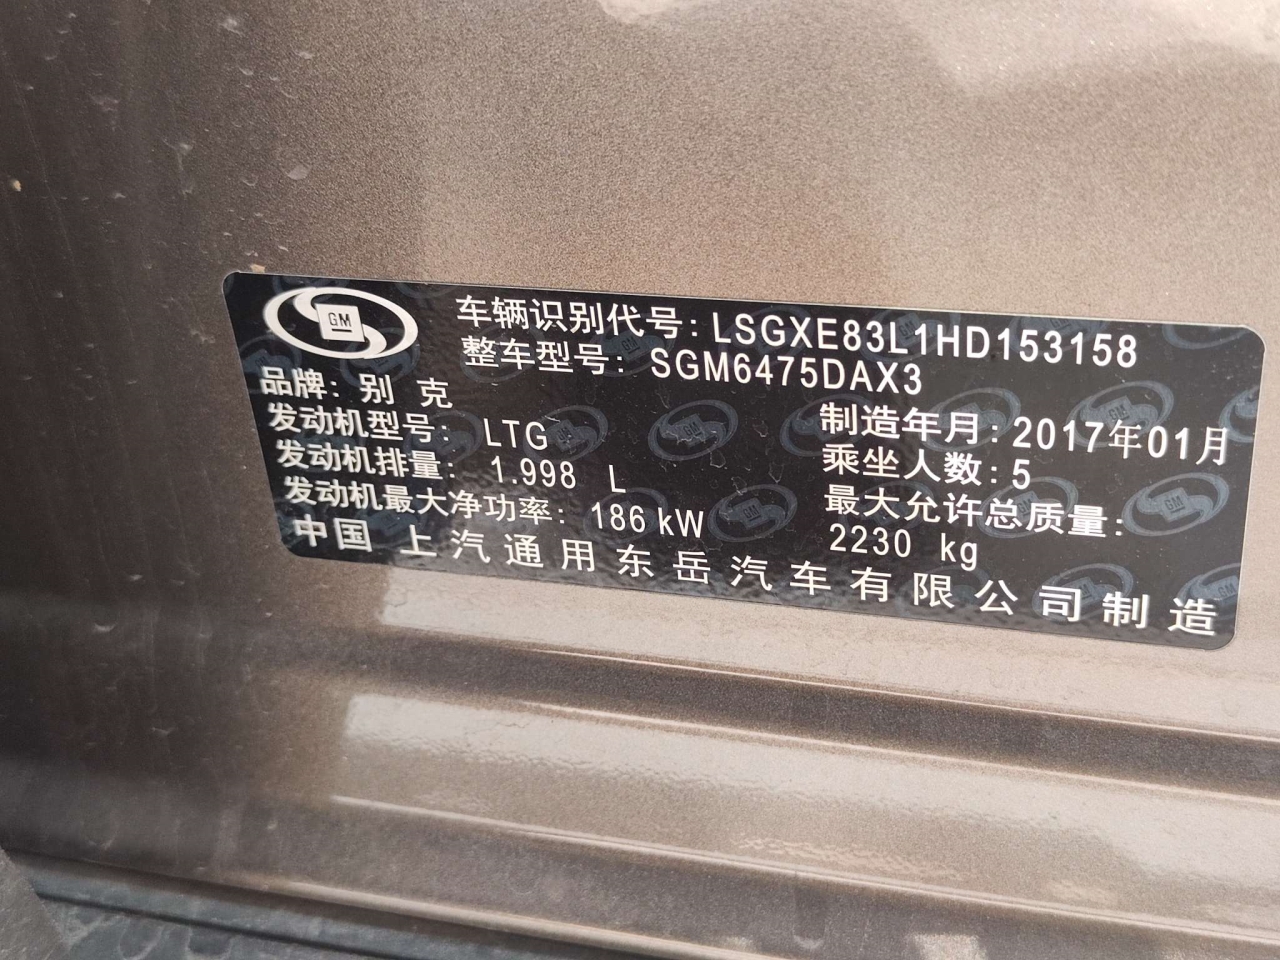 GM
车辆识别代号: LSGXE83L1HD153158
整车型号: SGM6475DAX3
品牌: 别 克
制造年月: 2017年01月
发动机型号: LTG
乘坐人数: 5
发动机排量: 1.998 L
最大允许总质量:
2230 kg
发动机最大净功率: 186 kW
中国 上汽通用东岳汽车有限公司制造